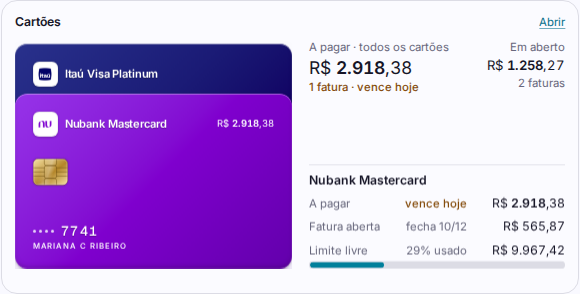 Cartões
Abrir
itaú
Itaú Visa Platinum
nu
Nubank Mastercard
R$ 2.918,38
•••• 7741
MARIANA C RIBEIRO
A pagar · todos os cartões
R$ 2.918,38
1 fatura · vence hoje
Em aberto
R$ 1.258,27
2 faturas
Nubank Mastercard
A pagar vence hoje R$ 2.918,38
Fatura aberta fecha 10/12 R$ 565,87
Limite livre 29% usado R$ 9.967,42